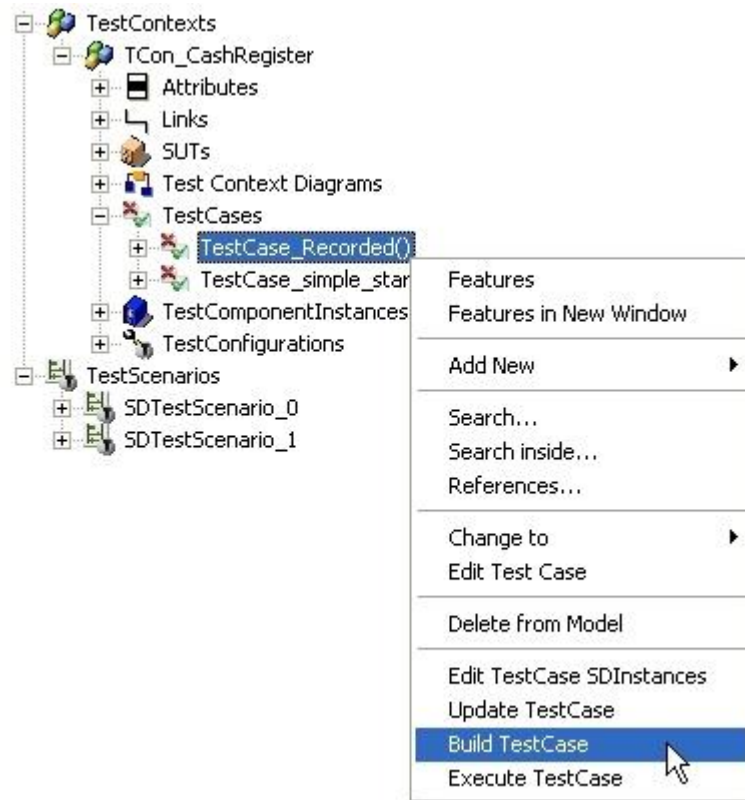 TestContexts
TCon_CashRegister
Attributes
Links
SUTs
Test Context Diagrams
TestCases
TestCase_Recorded()
TestCase_simple_star
TestComponentInstances
TestConfigurations
TestScenarios
SDTestScenario_0
SDTestScenario_1
Features
Features in New Window
Add New
Search...
Search inside...
References...
Change to
Edit Test Case
Delete from Model
Edit TestCase SDInstances
Update TestCase
Build TestCase
Execute TestCase